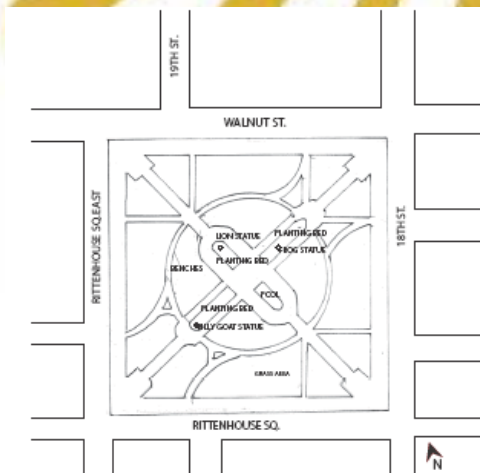 19TH ST.
WALNUT ST.
RITTENHOUSE SQ.EAST
18TH ST.
LION STATUE
PLANTING BED
FROG STATUE
PLANTING BED
BENCHES
POOL
PLANTING BED
BILLY GOAT STATUE
GRASS AREA
RITTENHOUSE SQ.
N